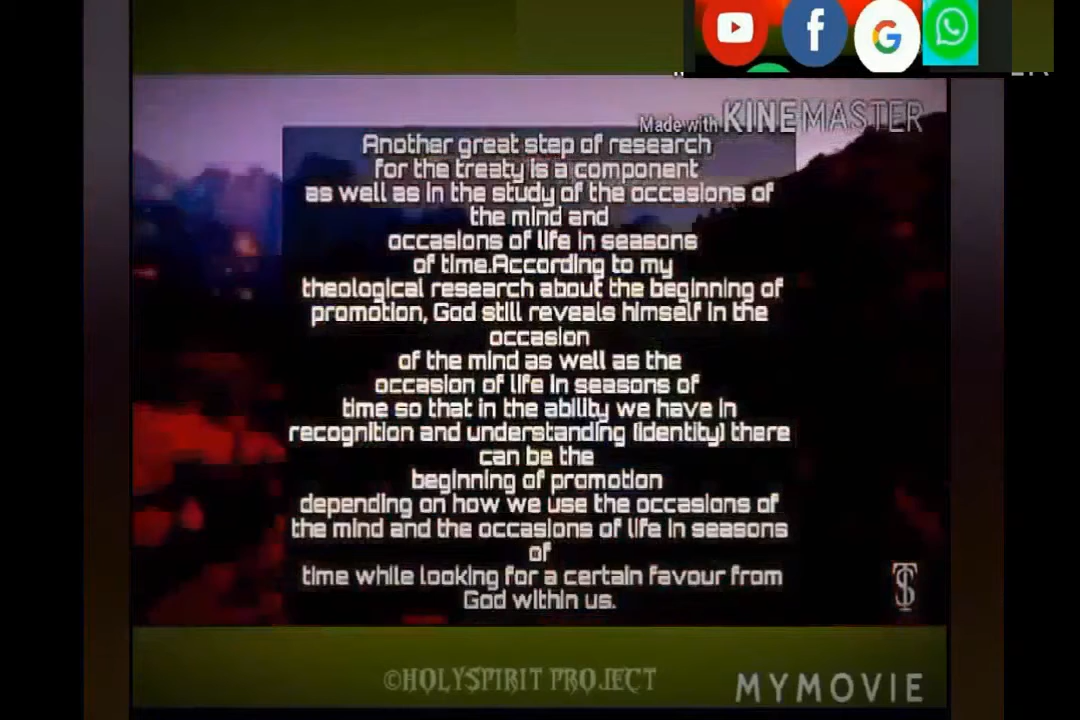 Made with KINEMASTER
Another great step of research
for the treaty is a component
as well as in the study of the occasions of
the mind and
occasions of life in seasons
of time.According to my
theological research about the beginning of
promotion, God still reveals himself in the
occasion
of the mind as well as the
occasion of life in seasons of
time so that in the ability we have in
recognition and understanding (identity) there
can be the
beginning of promotion
depending on how we use the occasions of
the mind and the occasions of life in seasons
of
time while looking for a certain favour from
God within us.
©HOLYSPIRIT PROJECT
MYMOVIE